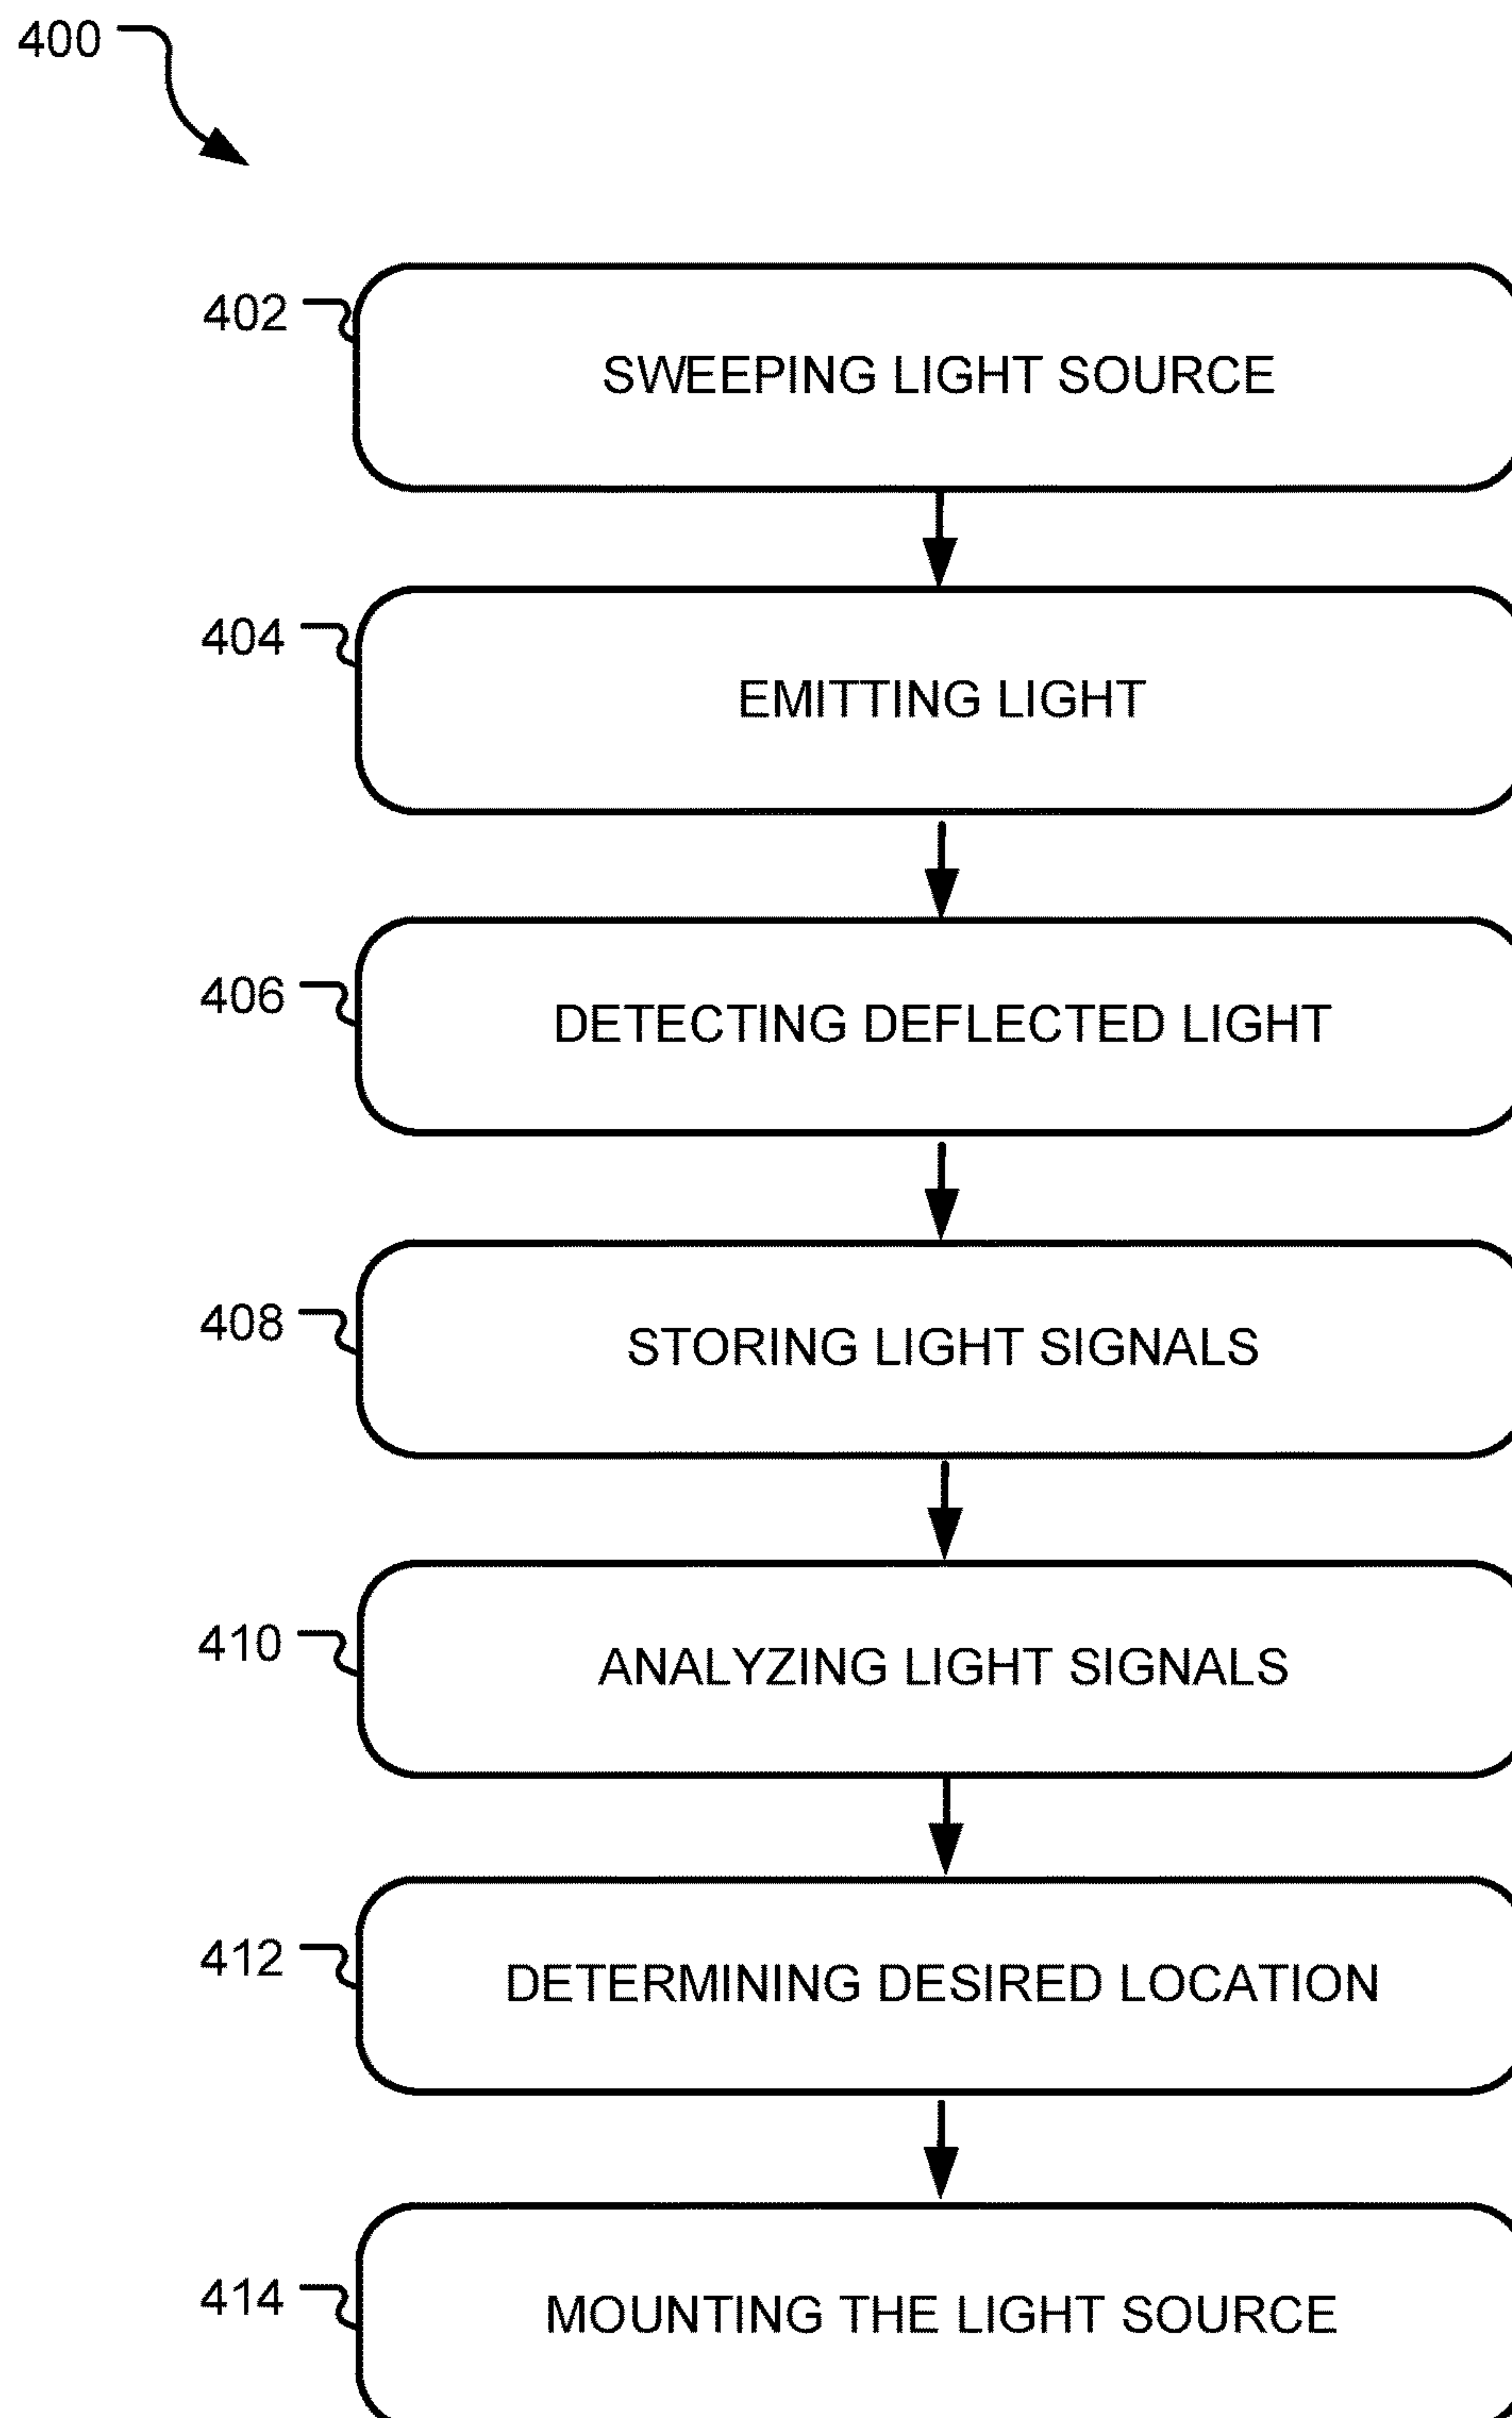 400
402
SWEEPING LIGHT SOURCE
404
EMITTING LIGHT
406
DETECTING DEFLECTED LIGHT
408
STORING LIGHT SIGNALS
410
ANALYZING LIGHT SIGNALS
412
DETERMINING DESIRED LOCATION
414
MOUNTING THE LIGHT SOURCE